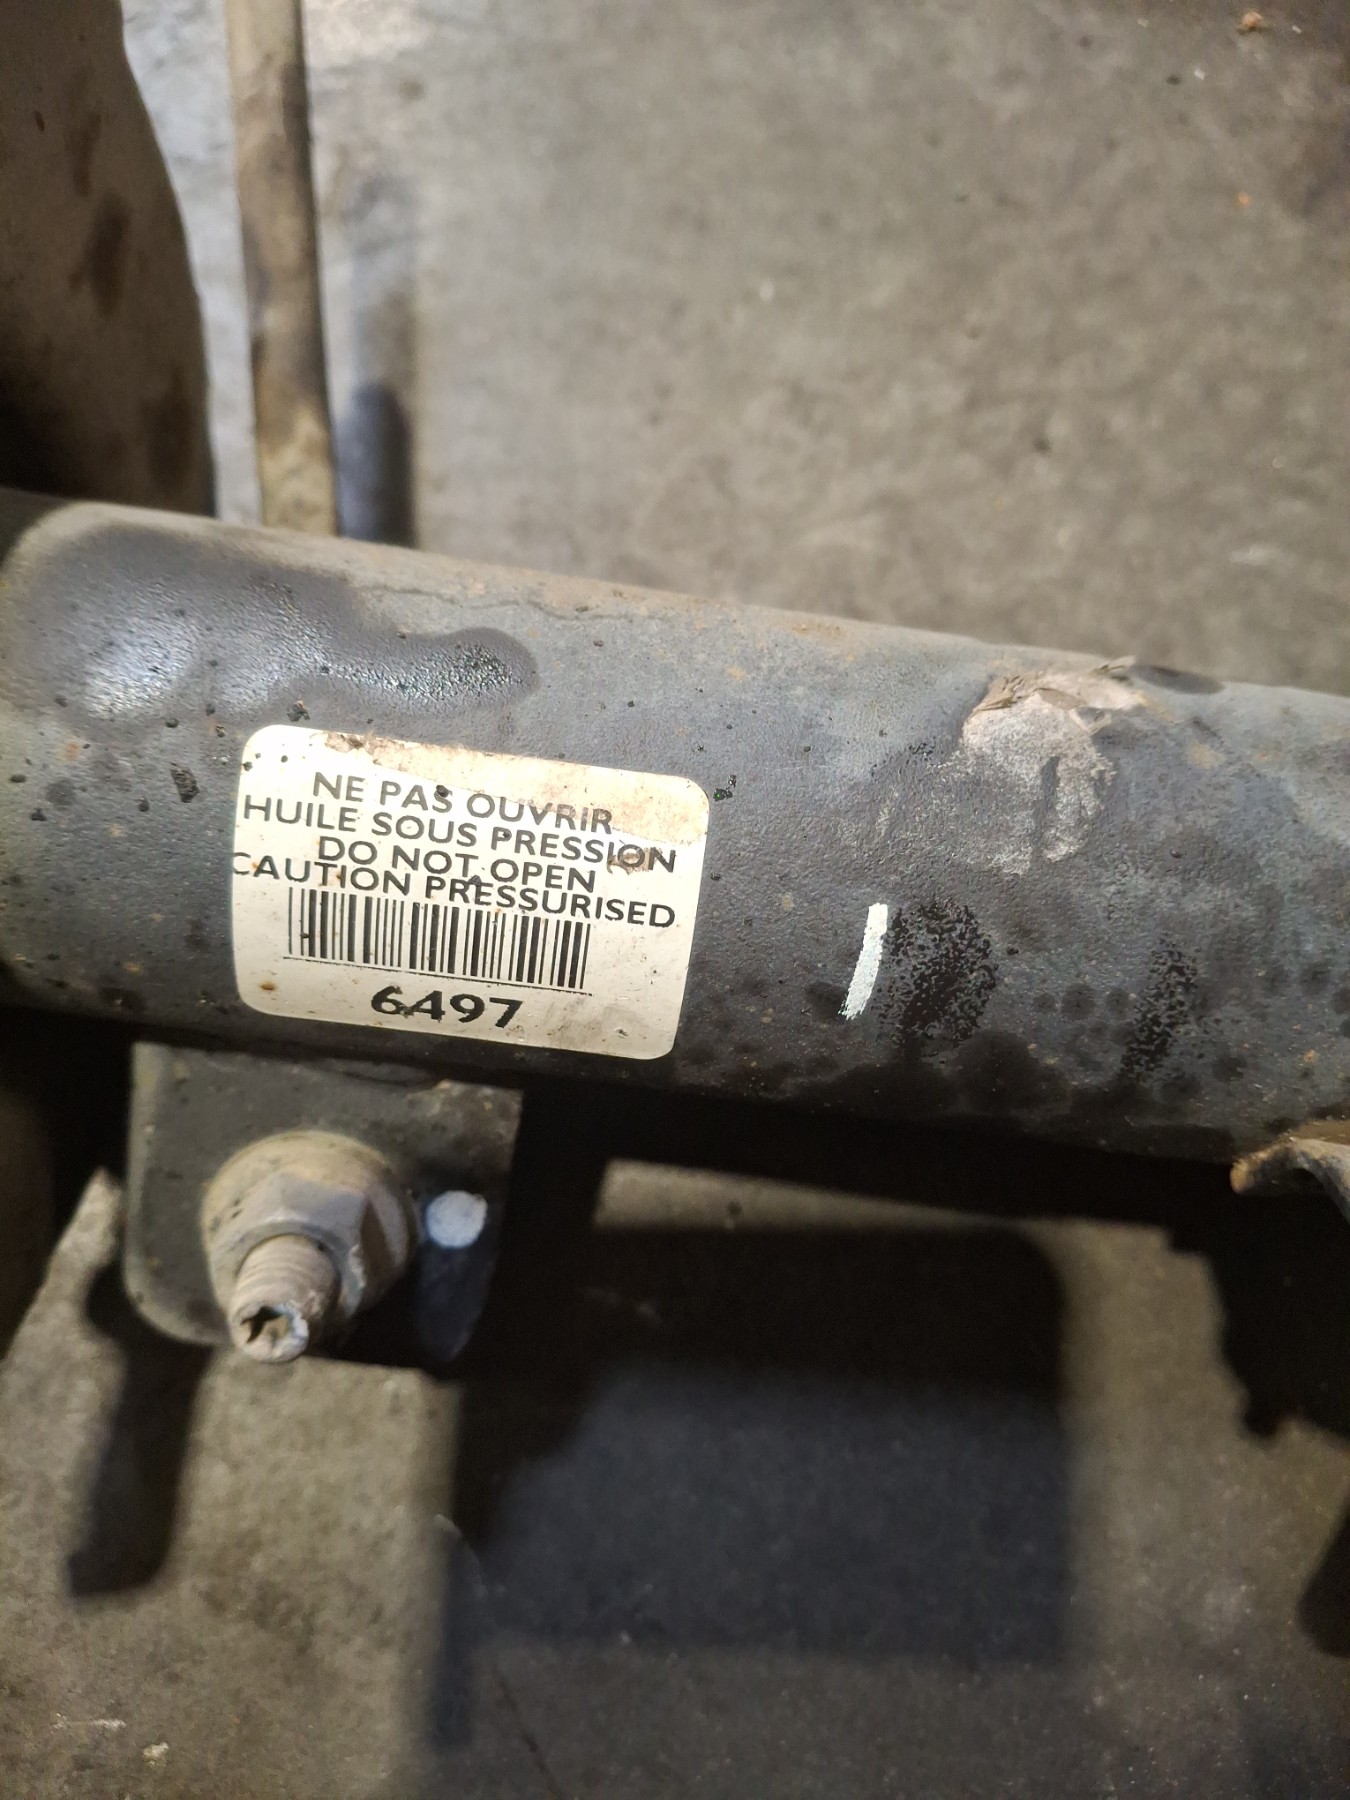 NE PAS OUVRIR
HUILE SOUS PRESSION
DO NOT OPEN
CAUTION PRESSURISED
6497